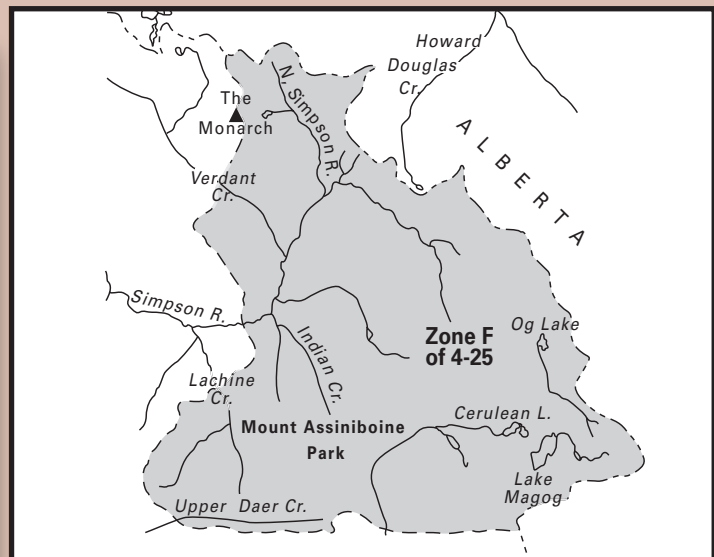 Howard
Douglas
Cr.
The
Monarch
N. Simpson R.
ALBERTA
Verdant
Cr.
Simpson R.
Indian Cr.
Zone F
of 4-25
Og Lake
Lachine
Cr.
Mount Assiniboine
Park
Cerulean L.
Lake
Magog
Upper Daer Cr.